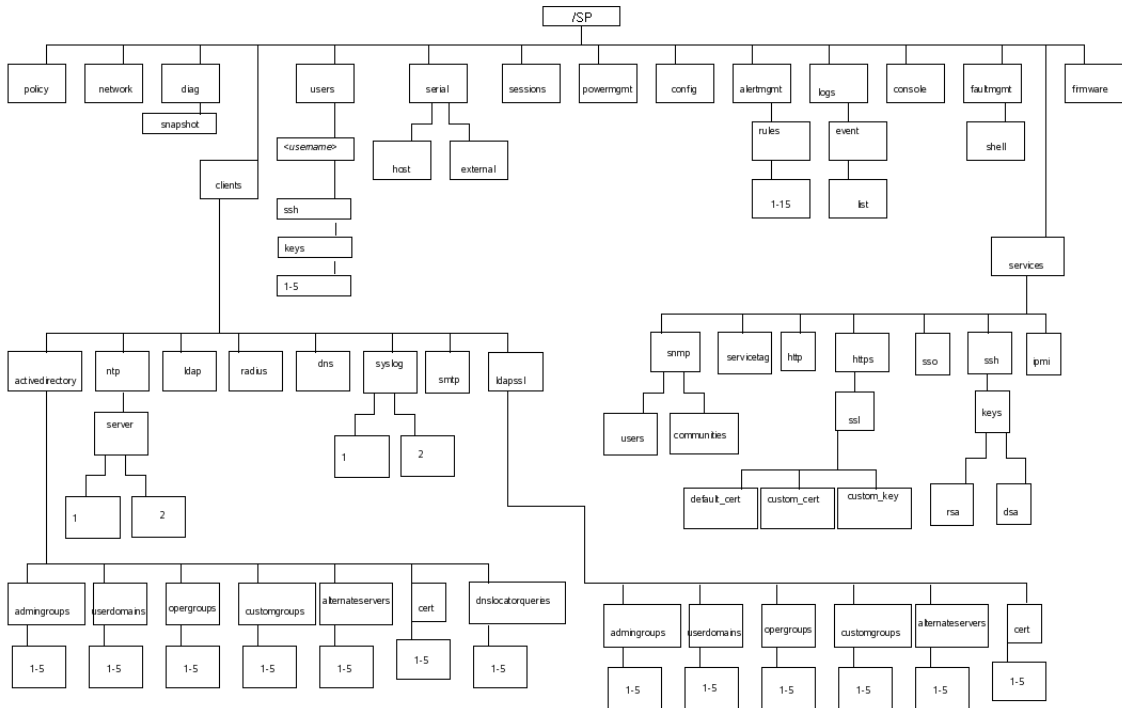 /SP
policy
network
diag
users
serial
sessions
powermgmt
config
alertmgmt
logs
console
faultmgmt
firmware
snapshot
<username>
rules
event
shell
host
external
clients
ssh
1-15
list
keys
services
1-5
activedirectory
ntp
ldap
radius
dns
syslog
smtp
ldapssl
snmp
servicetag
http
https
sso
ssh
ipmi
server
ssl
keys
users
communities
1
2
1
2
default_cert
custom_cert
custom_key
rsa
dsa
admingroups
userdomains
opergroups
customgroups
alternateservers
cert
dnslocatorqueries
1-5
1-5
1-5
1-5
1-5
1-5
1-5
admingroups
userdomains
opergroups
customgroups
alternateservers
cert
1-5
1-5
1-5
1-5
1-5
1-5